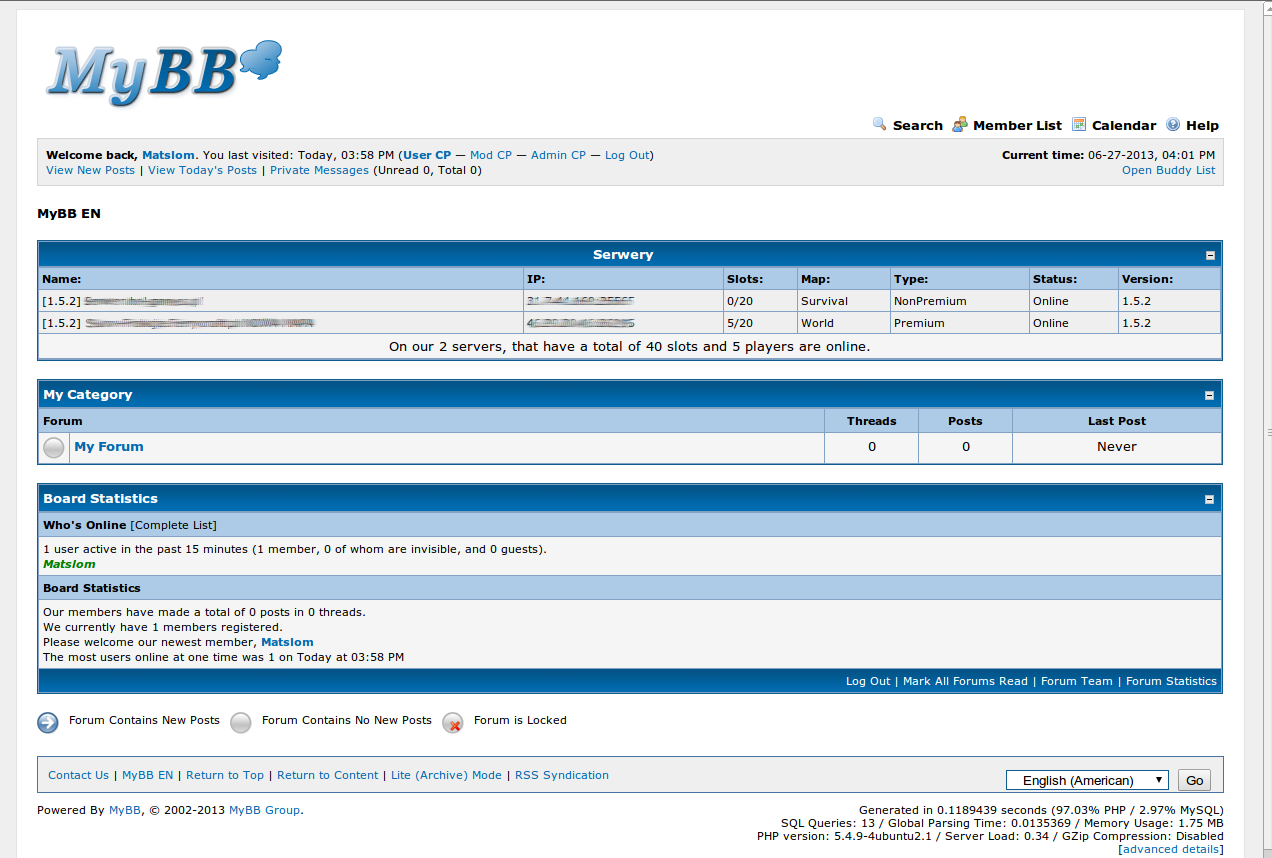 MyBB
Search Member List Calendar Help
Welcome back, Matslom. You last visited: Today, 03:58 PM (User CP — Mod CP — Admin CP — Log Out)
Current time: 06-27-2013, 04:01 PM
View New Posts | View Today's Posts | Private Messages (Unread 0, Total 0)
Open Buddy List
MyBB EN
Serwery
Name: IP: Slots: Map: Type: Status: Version:
[1.5.2] 0/20 Survival NonPremium Online 1.5.2
[1.5.2] 5/20 World Premium Online 1.5.2
On our 2 servers, that have a total of 40 slots and 5 players are online.
My Category
Forum Threads Posts Last Post
My Forum 0 0 Never
Board Statistics
Who's Online [Complete List]
1 user active in the past 15 minutes (1 member, 0 of whom are invisible, and 0 guests).
Matslom
Board Statistics
Our members have made a total of 0 posts in 0 threads.
We currently have 1 members registered.
Please welcome our newest member, Matslom
The most users online at one time was 1 on Today at 03:58 PM
Log Out | Mark All Forums Read | Forum Team | Forum Statistics
Forum Contains New Posts Forum Contains No New Posts Forum is Locked
Contact Us | MyBB EN | Return to Top | Return to Content | Lite (Archive) Mode | RSS Syndication
English (American) Go
Powered By MyBB, © 2002-2013 MyBB Group.
Generated in 0.1189439 seconds (97.03% PHP / 2.97% MySQL)
SQL Queries: 13 / Global Parsing Time: 0.0135369 / Memory Usage: 1.75 MB
PHP version: 5.4.9-4ubuntu2.1 / Server Load: 0.34 / GZip Compression: Disabled
[advanced details]